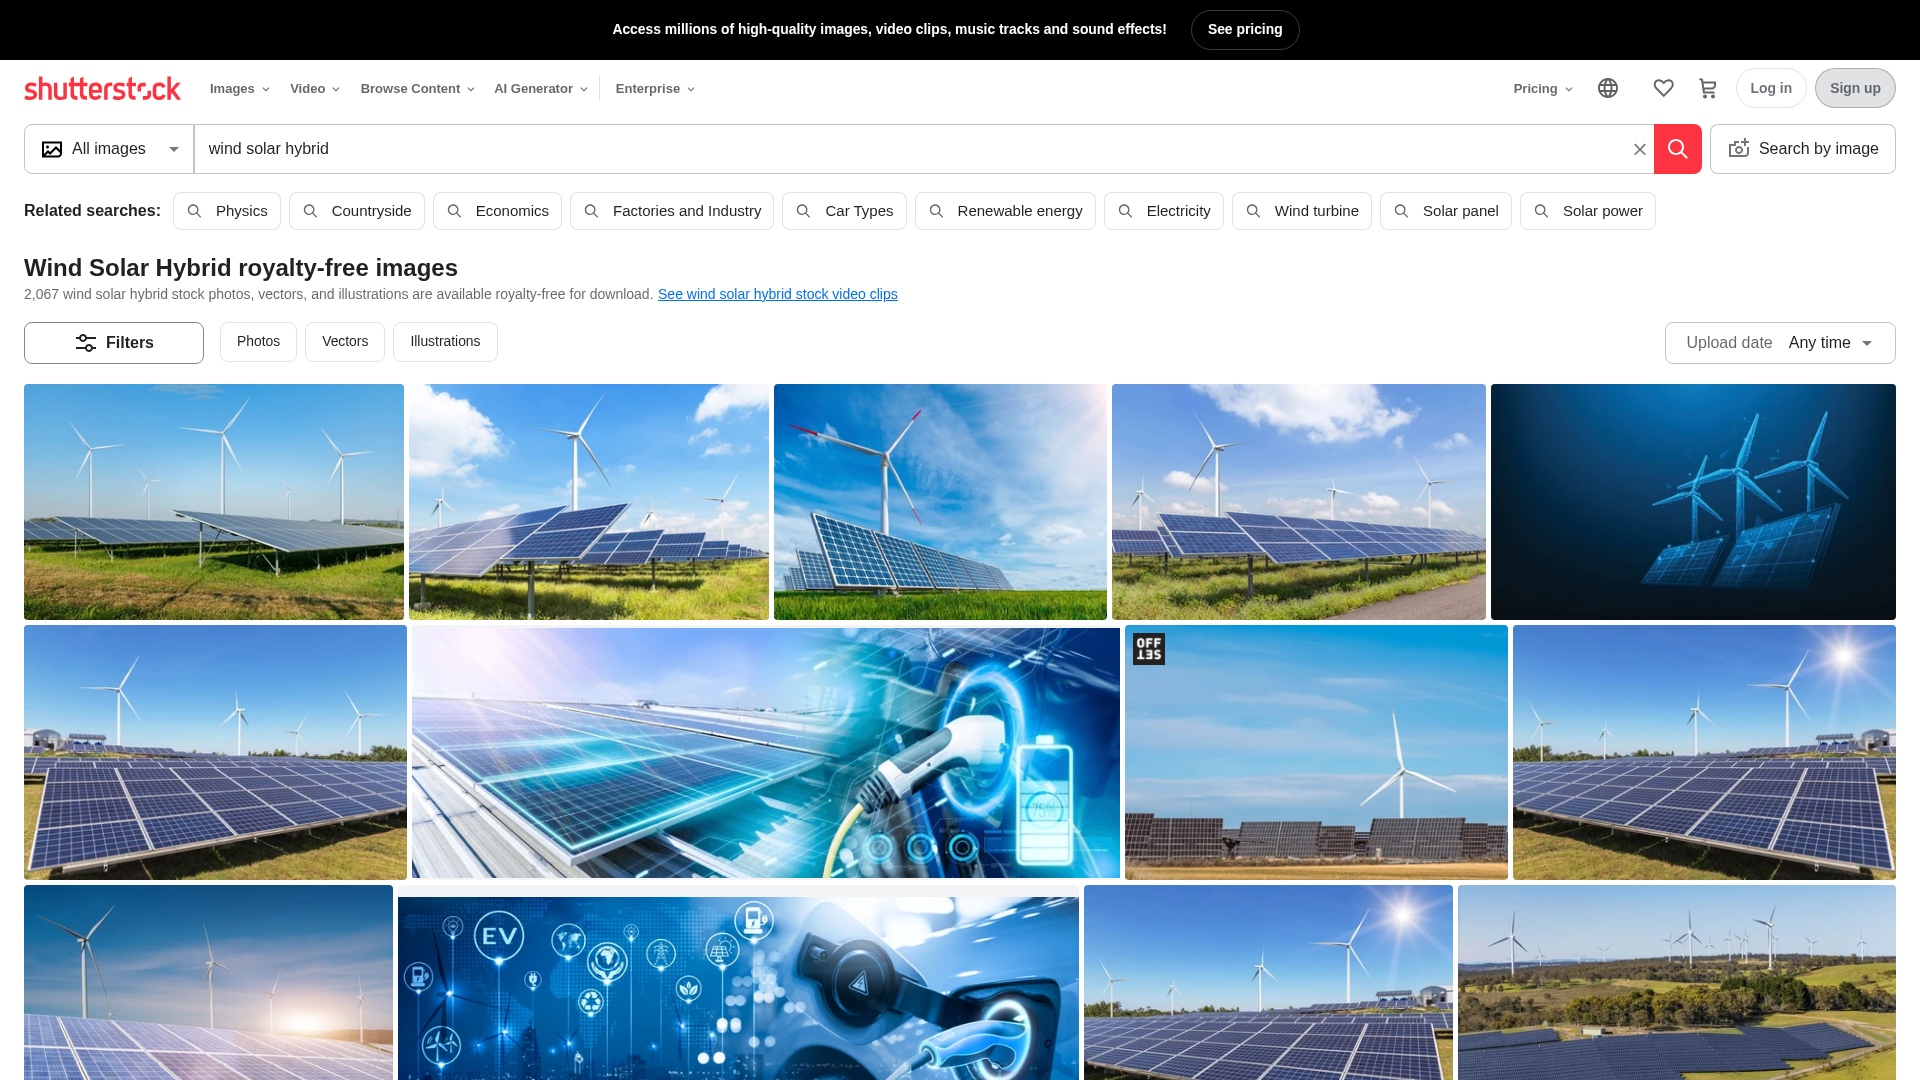 Access millions of high-quality images, video clips, music tracks and sound effects!
See pricing
shutterstock
Images
Video
Browse Content
AI Generator
Enterprise
Pricing
Log in
Sign up
All images
wind solar hybrid
Search by image
Related searches:
Physics
Countryside
Economics
Factories and Industry
Car Types
Renewable energy
Electricity
Wind turbine
Solar panel
Solar power
Wind Solar Hybrid royalty-free images
2,067 wind solar hybrid stock photos, vectors, and illustrations are available royalty-free for download. See wind solar hybrid stock video clips
Filters
Photos
Vectors
Illustrations
Upload date
Any time
OFF
SET
75%
EV